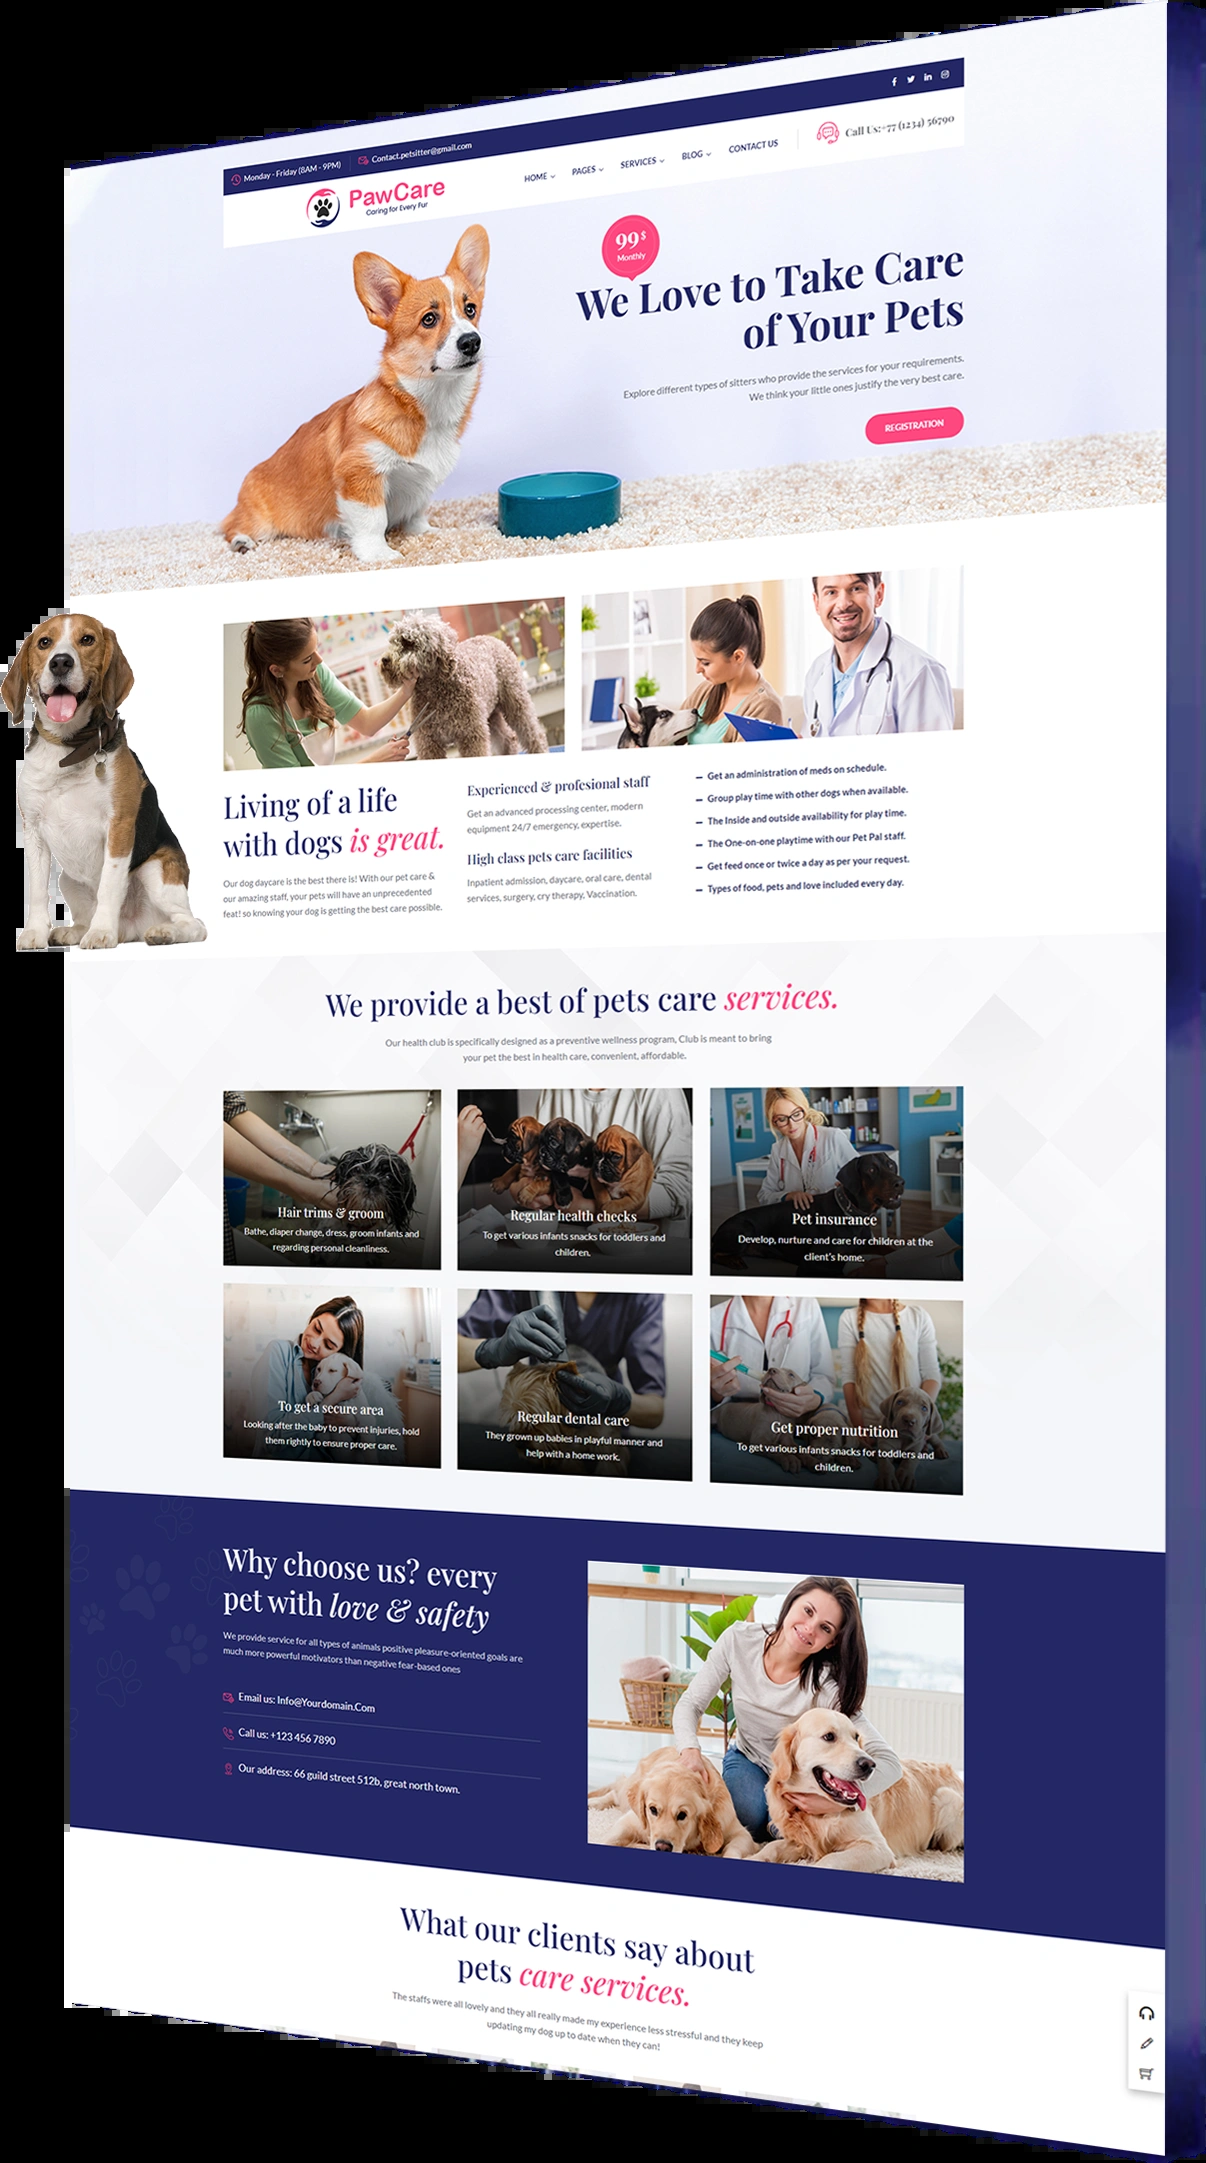 Monday - Friday (8AM - 9PM)
Contact.petsitter@gmail.com
PawCare
Caring for Every Fur
HOME
PAGES
SERVICES
BLOG
CONTACT US
Call Us:+77 (1234) 56790
99$
Monthly
We Love to Take Care
of Your Pets
Explore different types of sitters who provide the services for your requirements.
We think your little ones justify the very best care.
REGISTRATION
Living of a life
with dogs is great.
Our dog daycare is the best there is! With our pet care &
our amazing staff, your pets will have an unprecedented
feat! so knowing your dog is getting the best care possible.
Experienced & profesional staff
Get an advanced processing center, modern
equipment 24/7 emergency, expertise.
High class pets care facilities
Inpatient admission, daycare, oral care, dental
services, surgery, cry therapy, Vaccination.
– Get an administration of meds on schedule.
– Group play time with other dogs when available.
– The Inside and outside availability for play time.
– The One-on-one playtime with our Pet Pal staff.
– Get feed once or twice a day as per your request.
– Types of food, pets and love included every day.
We provide a best of pets care services.
Our health club is specifically designed as a preventive wellness program, Club is meant to bring
your pet the best in health care, convenient, affordable.
Hair trims & groom
Bathe, diaper change, dress, groom infants and
regarding personal cleanliness.
Regular health checks
To get various infants snacks for toddlers and
children.
Pet insurance
Develop, nurture and care for children at the
client's home.
To get a secure area
Looking after the baby to prevent injuries, hold
them rightly to ensure proper care.
Regular dental care
They grown up babies in playful manner and
help with a home work.
Get proper nutrition
To get various infants snacks for toddlers and
children.
Why choose us? every
pet with love & safety
We provide service for all types of animals positive pleasure-oriented goals are
much more powerful motivators than negative fear-based ones
Email us: Info@Yourdomain.Com
Call us: +123 456 7890
Our address: 66 guild street 512b, great north town.
What our clients say about
pets care services.
The staffs were all lovely and they all really made my experience less stressful and they keep
updating my dog up to date when they can!